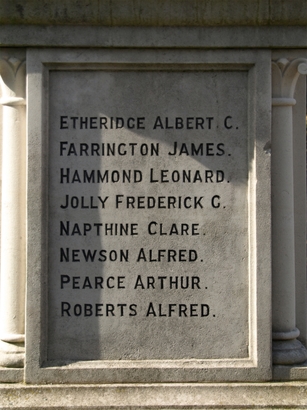 ETHERIDGE ALBERT C.
FARRINGTON JAMES.
HAMMOND LEONARD.
JOLLY FREDERICK G.
NAPTHINE CLARE.
NEWSON ALFRED.
PEARCE ARTHUR.
ROBERTS ALFRED.